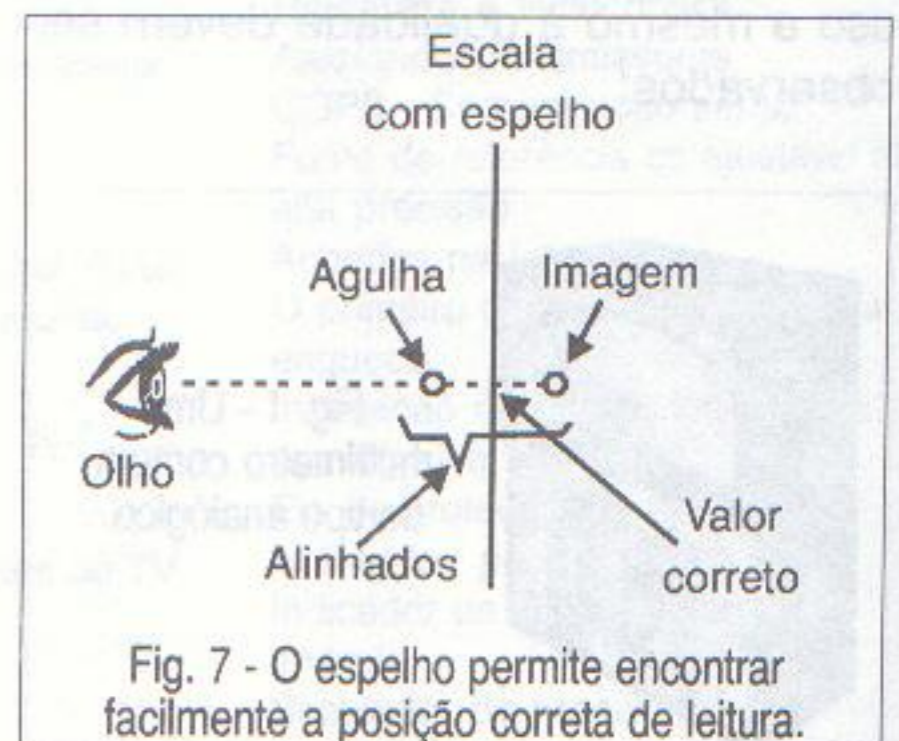 Escala
com espelho
Agulha
Imagem
Olho
Alinhados
Valor
correto
Fig. 7 - O espelho permite encontrar
facilmente a posição correta de leitura.